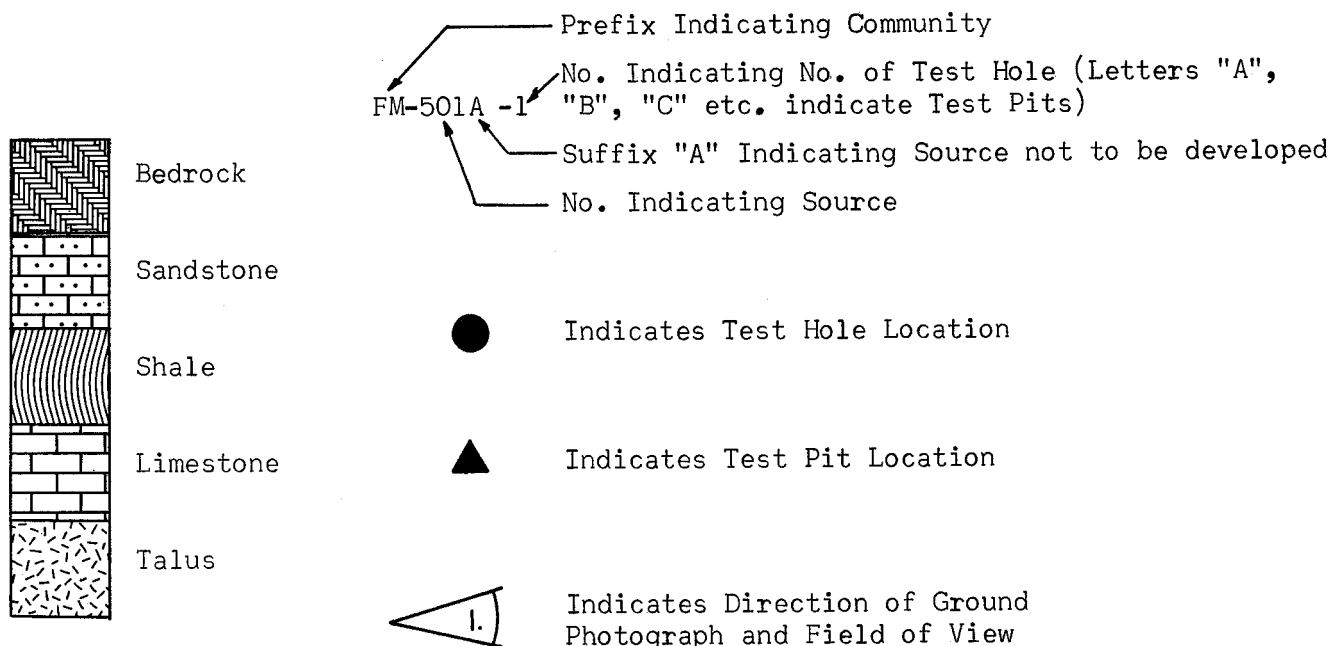 Prefix Indicating Community
No. Indicating No. of Test Hole (Letters "A",
"B", "C" etc. indicate Test Pits)
FM-501A -1
Suffix "A" Indicating Source not to be developed
No. Indicating Source
Bedrock
Sandstone
Shale
Limestone
Talus
Indicates Test Hole Location
Indicates Test Pit Location
1.
Indicates Direction of Ground
Photograph and Field of View